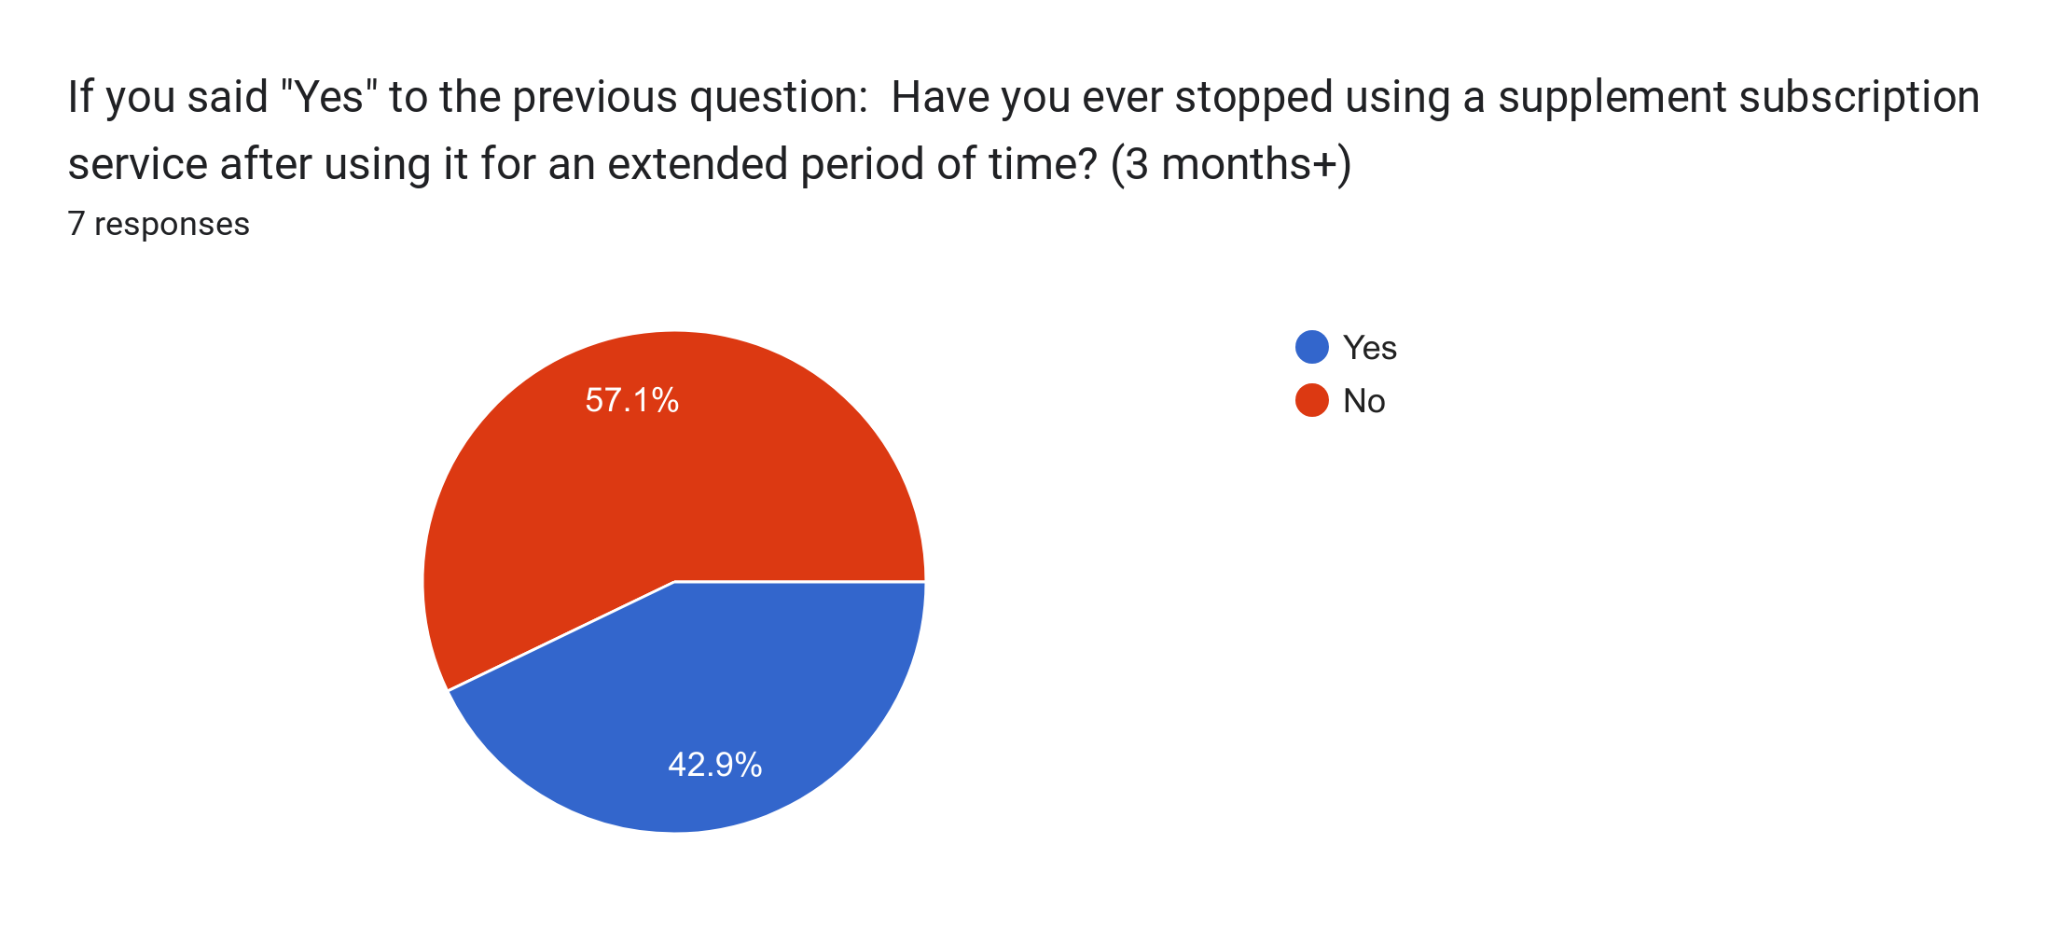 If you said "Yes" to the previous question:  Have you ever stopped using a supplement subscription
service after using it for an extended period of time? (3 months+)
7 responses
Yes
No
57.1%
42.9%